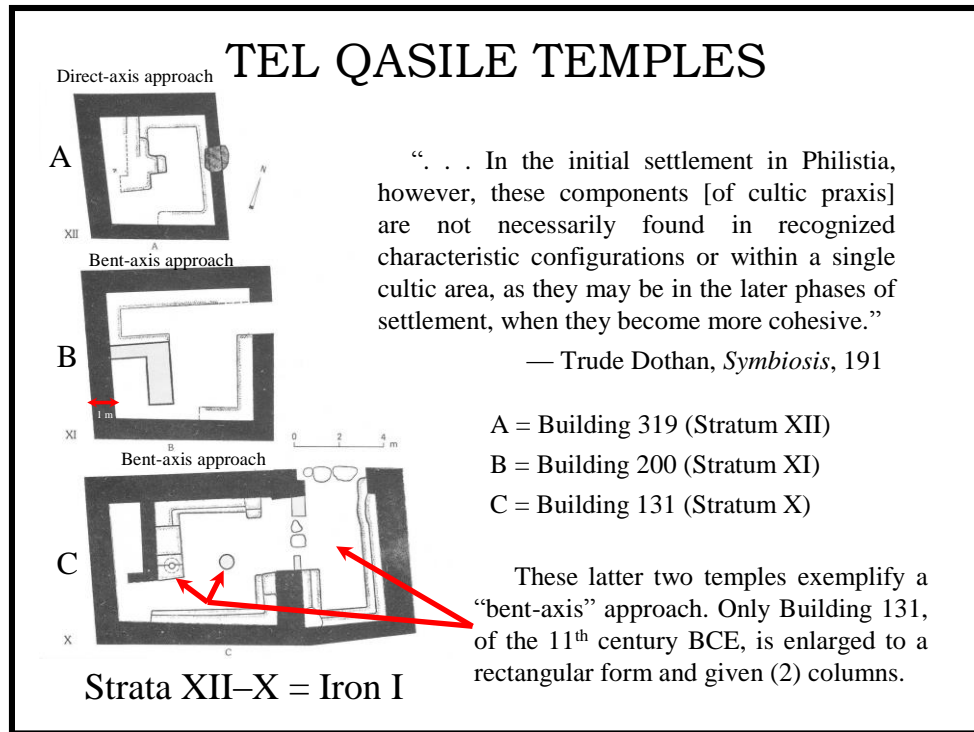 TEL QASILE TEMPLES
Direct-axis approach
A
N
XII
A
Bent-axis approach
B
1 m
XI
B
0 2 4
m
Bent-axis approach
C
X
C
Strata XII–X = Iron I
“. . . In the initial settlement in Philistia,
however, these components [of cultic praxis]
are not necessarily found in recognized
characteristic configurations or within a single
cultic area, as they may be in the later phases of
settlement, when they become more cohesive.”
— Trude Dothan, Symbiosis, 191
A = Building 319 (Stratum XII)
B = Building 200 (Stratum XI)
C = Building 131 (Stratum X)
These latter two temples exemplify a
“bent-axis” approach. Only Building 131,
of the 11th century BCE, is enlarged to a
rectangular form and given (2) columns.